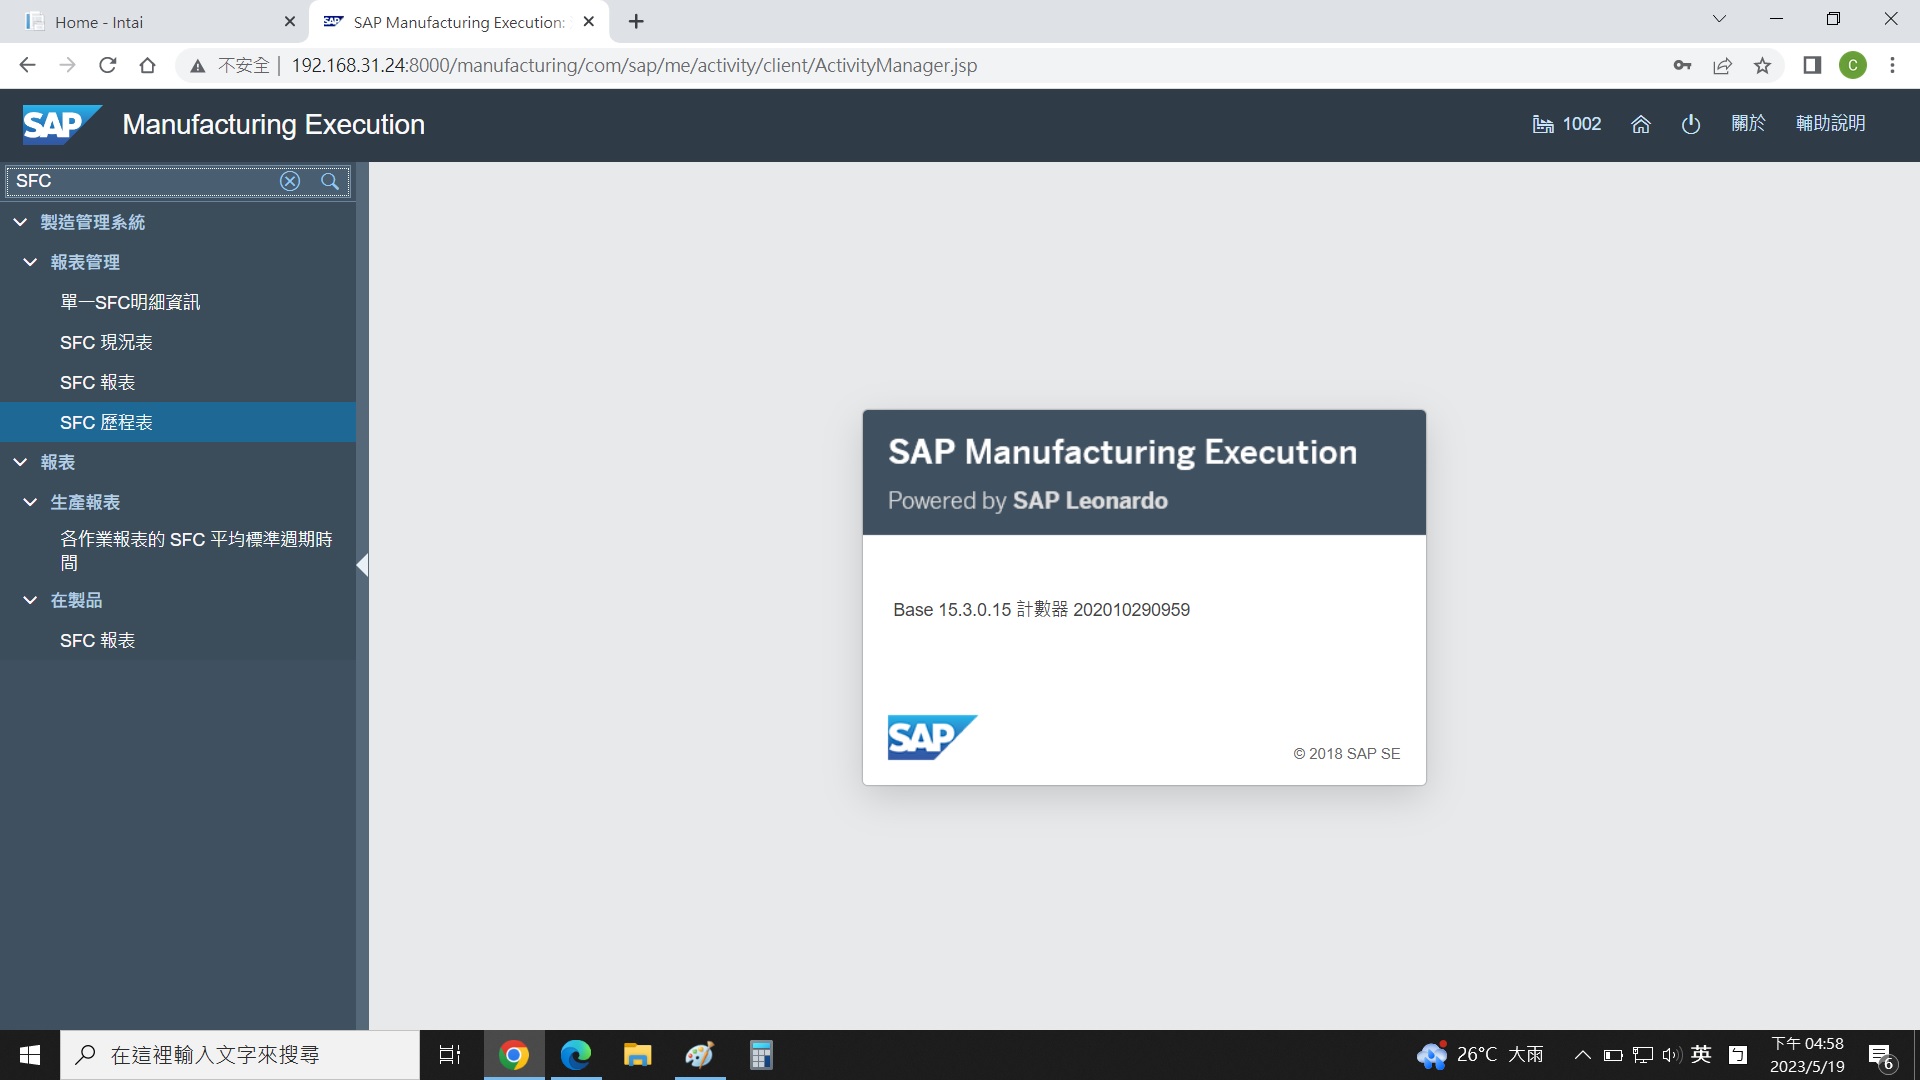 Home - Intai
SAP Manufacturing Execution:
不安全
192.168.31.24:8000/manufacturing/com/sap/me/activity/client/ActivityManager.jsp
C
SAP Manufacturing Execution
1002
關於
輔助說明
SFC
製造管理系統
報表管理
單一SFC明細資訊
SFC 現況表
SFC 報表
SFC 歷程表
報表
生產報表
各作業報表的 SFC 平均標準週期時
間
在製品
SFC 報表
SAP Manufacturing Execution
Powered by SAP Leonardo
Base 15.3.0.15 計數器 202010290959
SAP
© 2018 SAP SE
在這裡輸入文字來搜尋
26°C 大雨
英
ㄅ
下午 04:58
2023/5/19
6